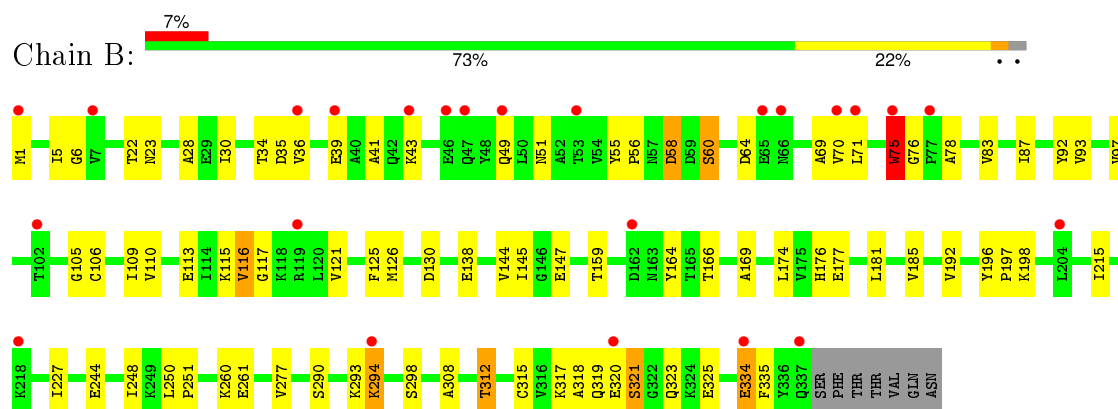 7%
Chain B:
73% 22% • •
M1 I5 G6 V7 T22 N23 A28 E29 I30 T34 D35 V36 E39 A40 A41 Q42 K43 E46 Q47 Y48 Q49 L50 N51 A52 T53 V54 Y55 P56 N57 D58 D59 S60 D64 E65 N66 A69 V70 L71 W75 G76 P77 A78 V83 I87 Y92 V93 V97
T102 G105 C106 I109 V110 E113 I114 K115 V116 G117 K118 R119 L120 V121 F125 M126 D130 E138 V144 I145 G146 E147 T159 D162 N163 Y164 T165 T166 A169 L174 V175 H176 E177 L181 V185 V192 Y196 P197 K198 L204 I215
K218 I227 E244 I248 K249 L250 P251 K260 E261 V277 S290 K293 K294 S298 A308 T312 C315 V316 K317 A318 Q319 E320 S321 G322 Q323 K324 E325 E334 F335 Y336 Q337 SER PHE THR THR VAL GLN ASN